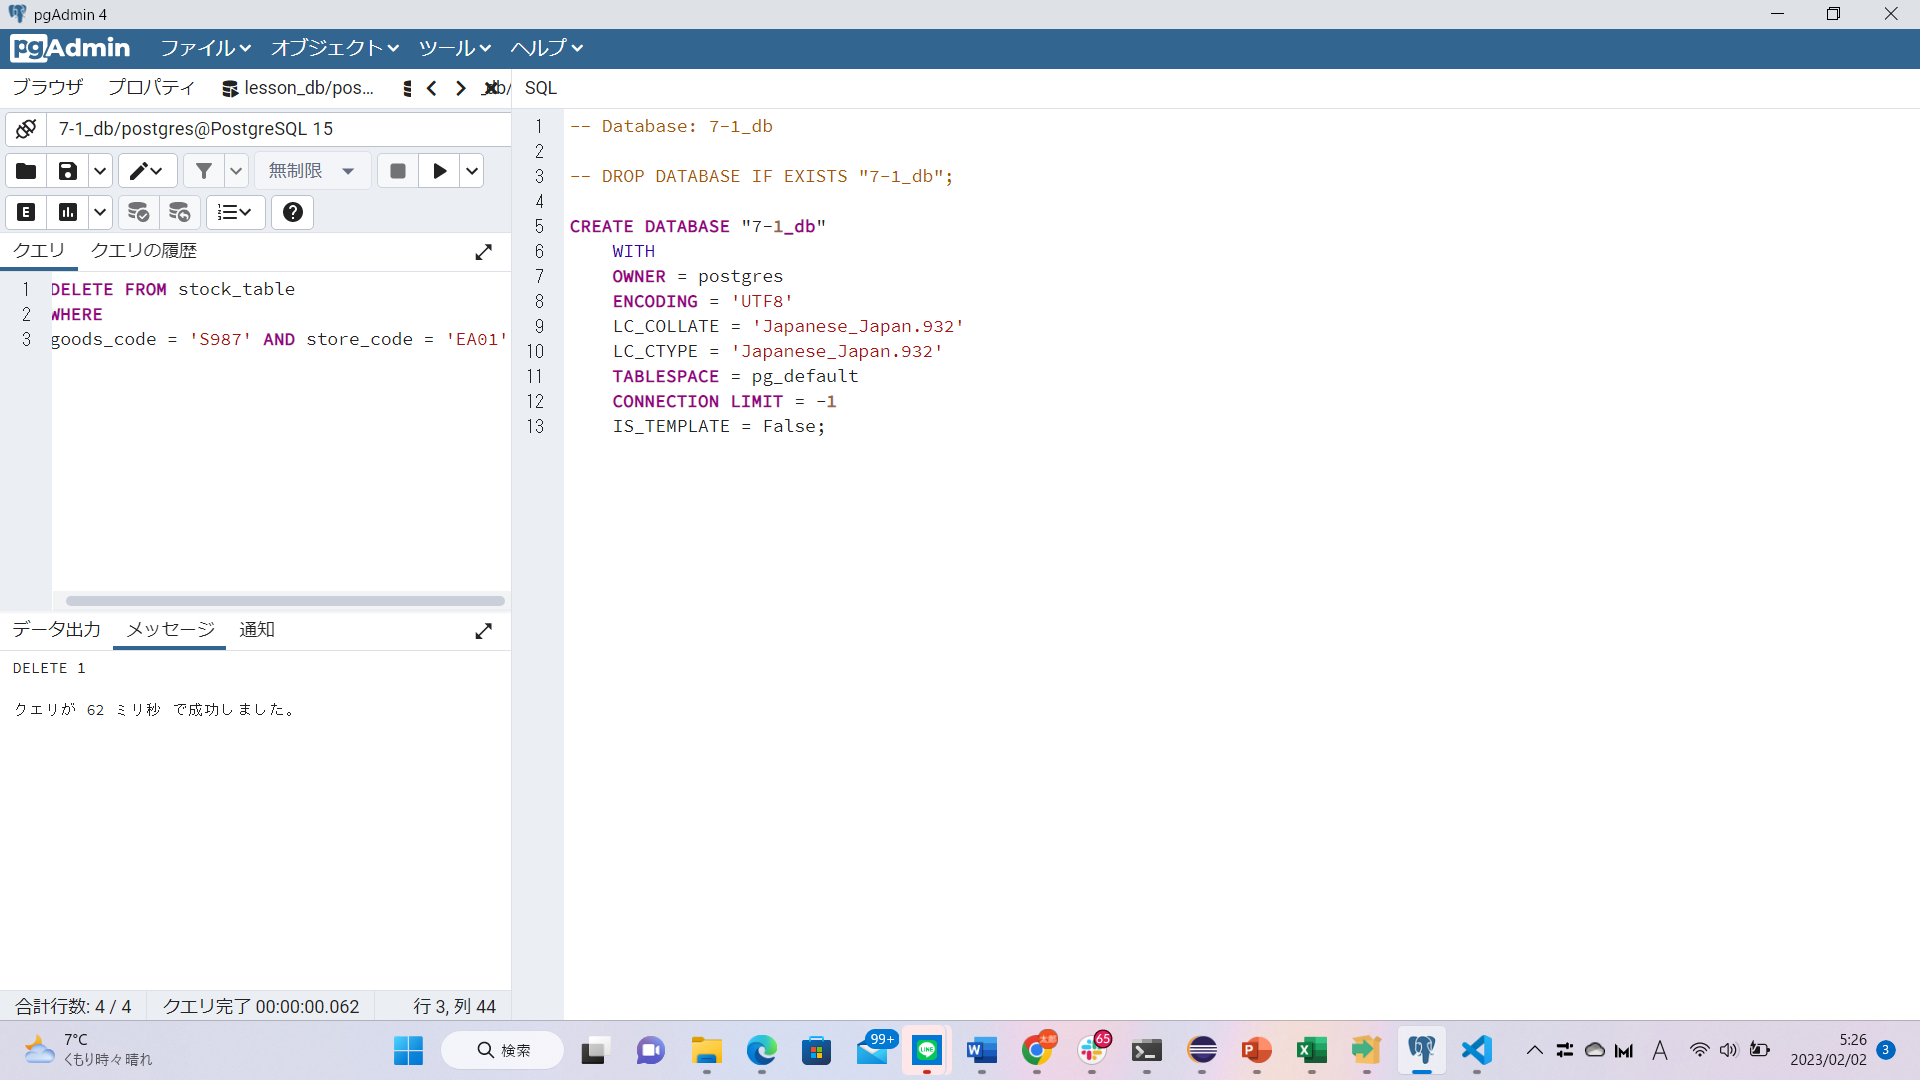 pgAdmin 4
pgAdmin ファイル オブジェクト ツール ヘルプ
ブラウザ プロパティ lesson_db/pos... _db/ SQL
7-1_db/postgres@PostgreSQL 15
無制限
E
クエリ クエリの履歴
1 DELETE FROM stock_table
2 WHERE
3 goods_code = 'S987' AND store_code = 'EA01'
データ出力 メッセージ 通知
DELETE 1
クエリが 62 ミリ秒 で成功しました。
合計行数: 4 / 4 クエリ完了 00:00:00.062 行 3, 列 44
1 -- Database: 7-1_db
2
3 -- DROP DATABASE IF EXISTS "7-1_db";
4
5 CREATE DATABASE "7-1_db"
6 WITH
7 OWNER = postgres
8 ENCODING = 'UTF8'
9 LC_COLLATE = 'Japanese_Japan.932'
10 LC_CTYPE = 'Japanese_Japan.932'
11 TABLESPACE = pg_default
12 CONNECTION LIMIT = -1
13 IS_TEMPLATE = False;
7°C
くもり時々晴れ
検索
99+
LINE
W
太郎
65
P
X
A
5:26
2023/02/02
3